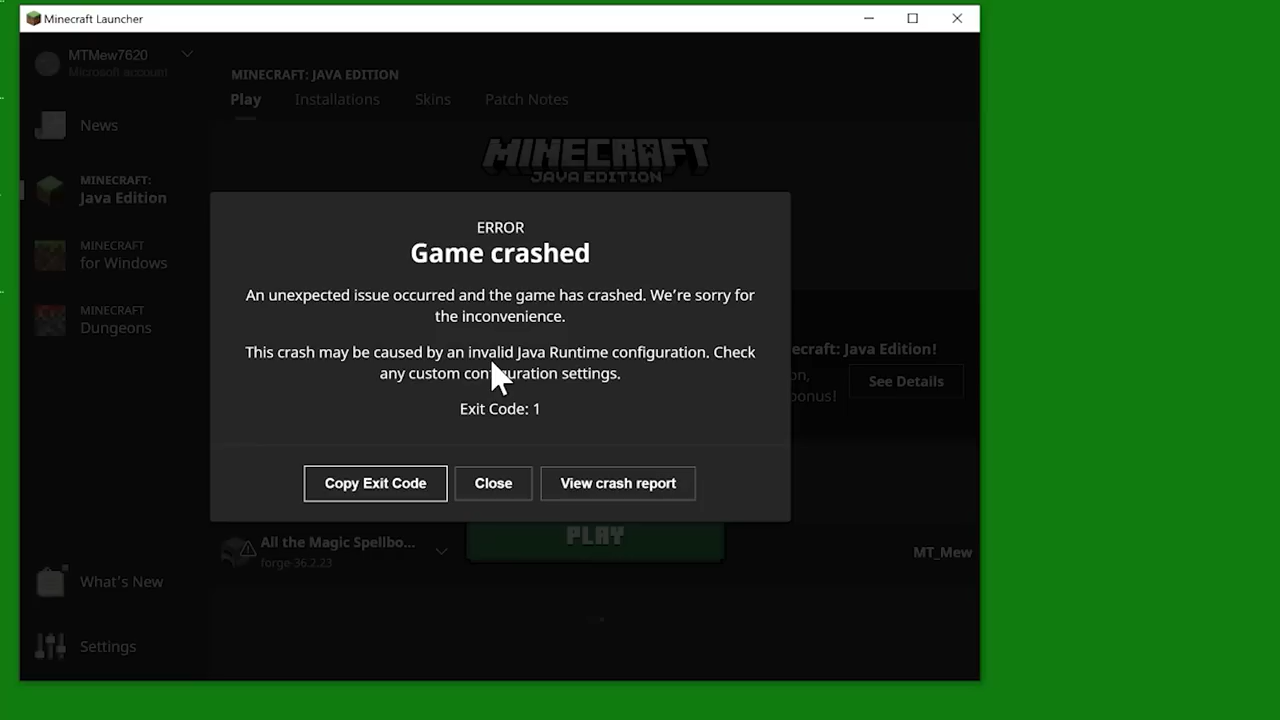 Minecraft Launcher
MTMew7620
Microsoft account
News
MINECRAFT:
Java Edition
MINECRAFT
for Windows
MINECRAFT
Dungeons
What's New
Settings
MINECRAFT: JAVA EDITION
Play Installations Skins Patch Notes
MINECRAFT
JAVA EDITION
ERROR
Game crashed
An unexpected issue occurred and the game has crashed. We’re sorry for
the inconvenience.
This crash may be caused by an invalid Java Runtime configuration. Check
any custom configuration settings.
Exit Code: 1
Copy Exit Code Close View crash report
ecraft: Java Edition!
on,
bonus!
See Details
All the Magic Spellbo...
forge-36.2.23
PLAY
MT_Mew